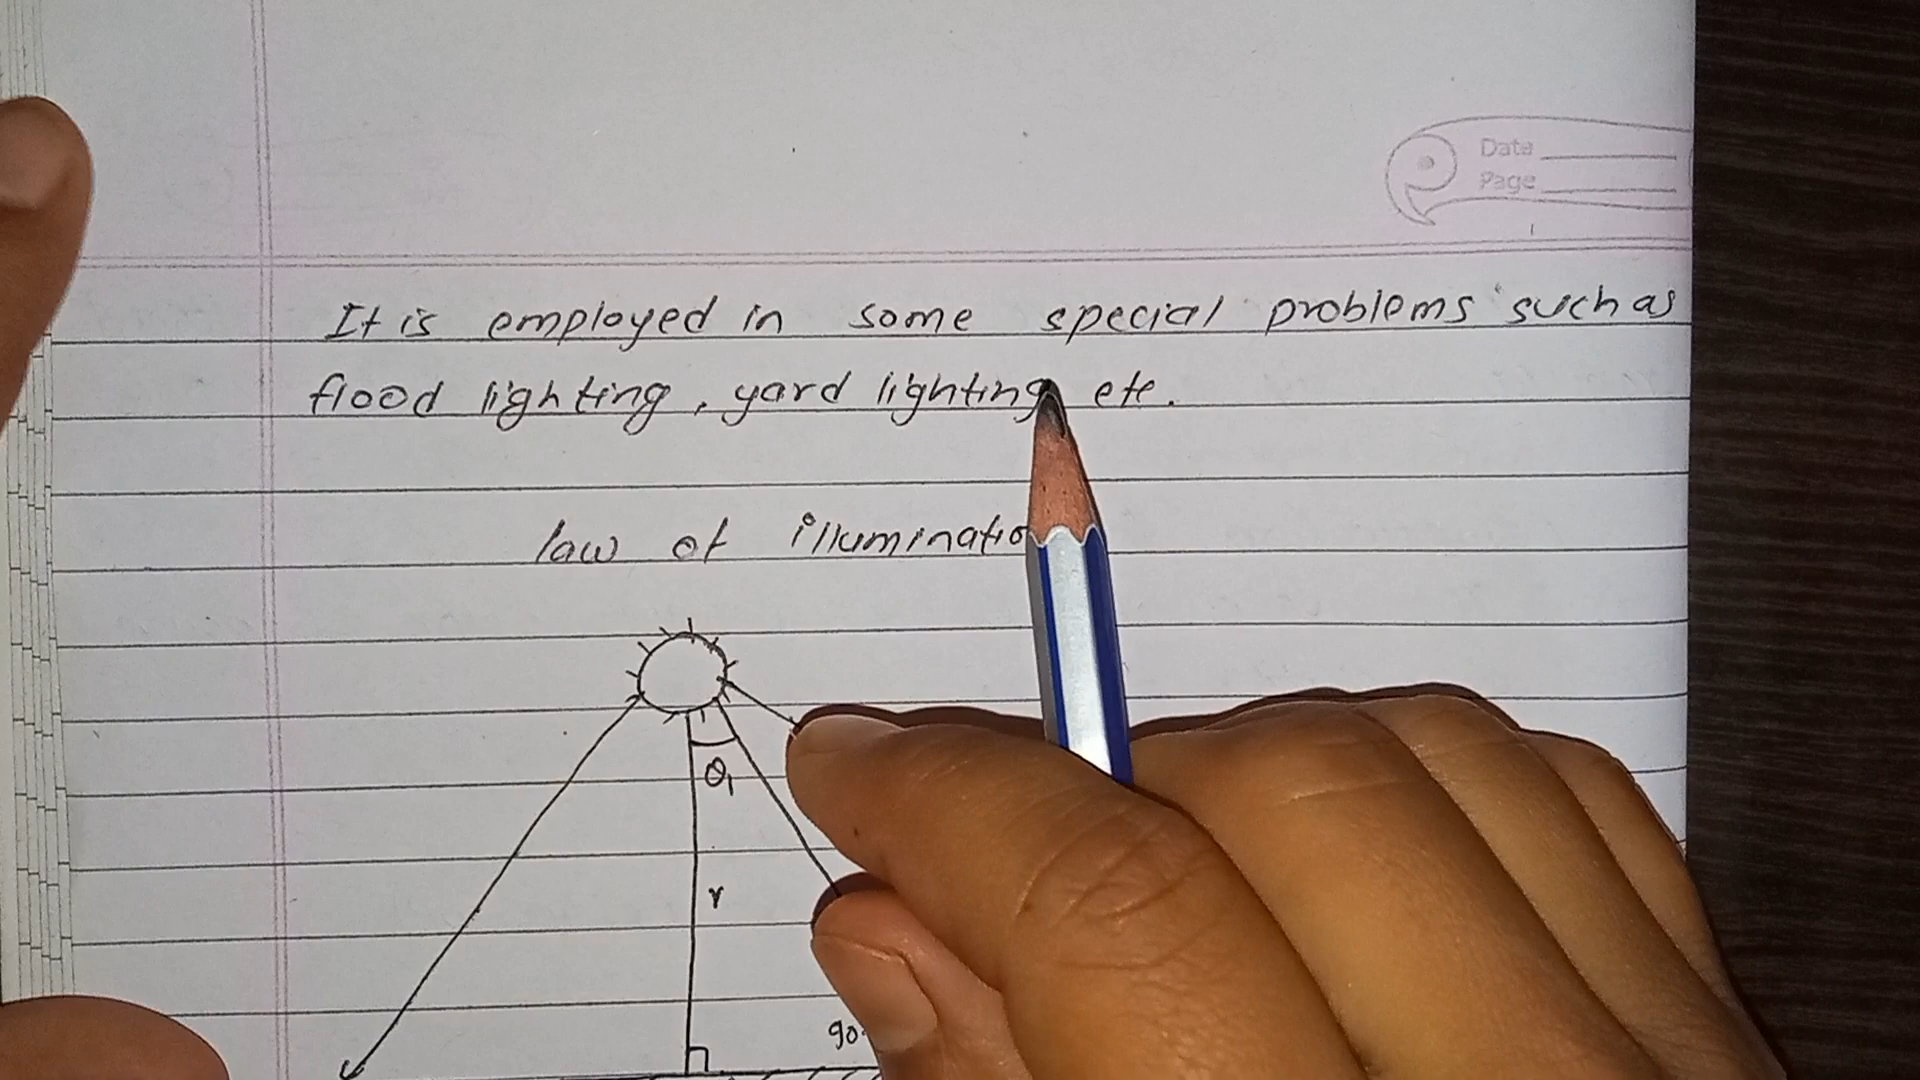 Date
Page
It is employed in some special problems such as
flood lighting, yard lighting etc.
law of illuminatio
θ1
r
90